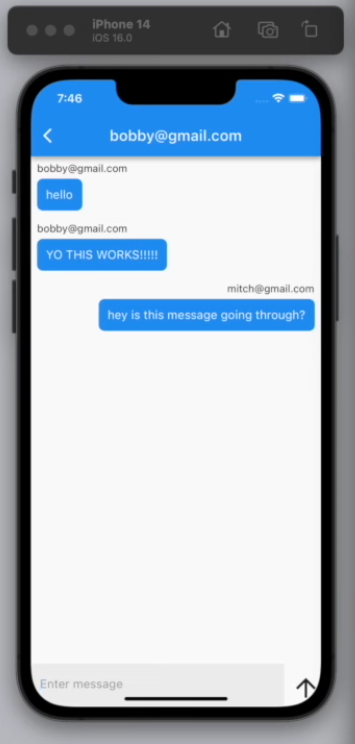 iPhone 14
iOS 16.0
7:46
bobby@gmail.com
bobby@gmail.com
hello
bobby@gmail.com
YO THIS WORKS!!!!!
mitch@gmail.com
hey is this message going through?
Enter message